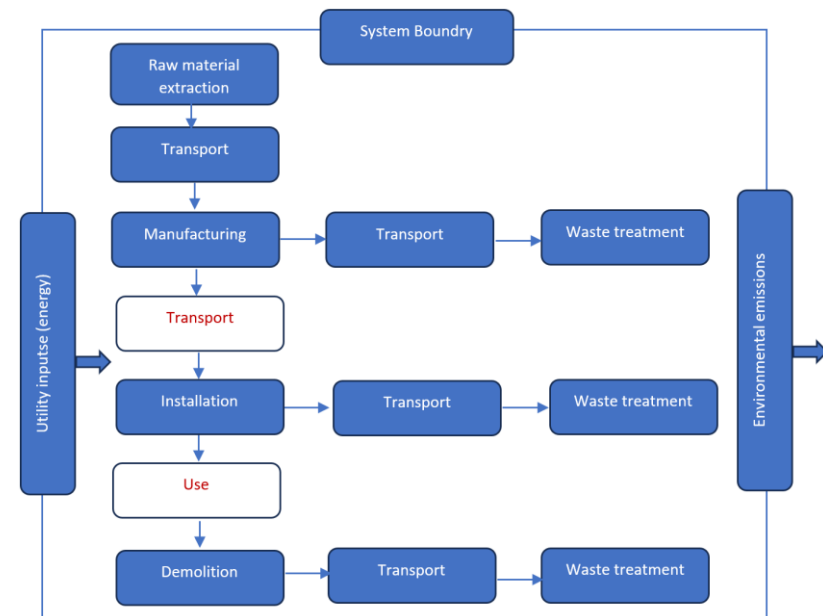 System Boundry
Raw material
extraction
Transport
Manufacturing
Transport
Waste treatment
Transport
Installation
Transport
Waste treatment
Use
Demolition
Transport
Waste treatment
Utility inputse (energy)
Environmental emissions